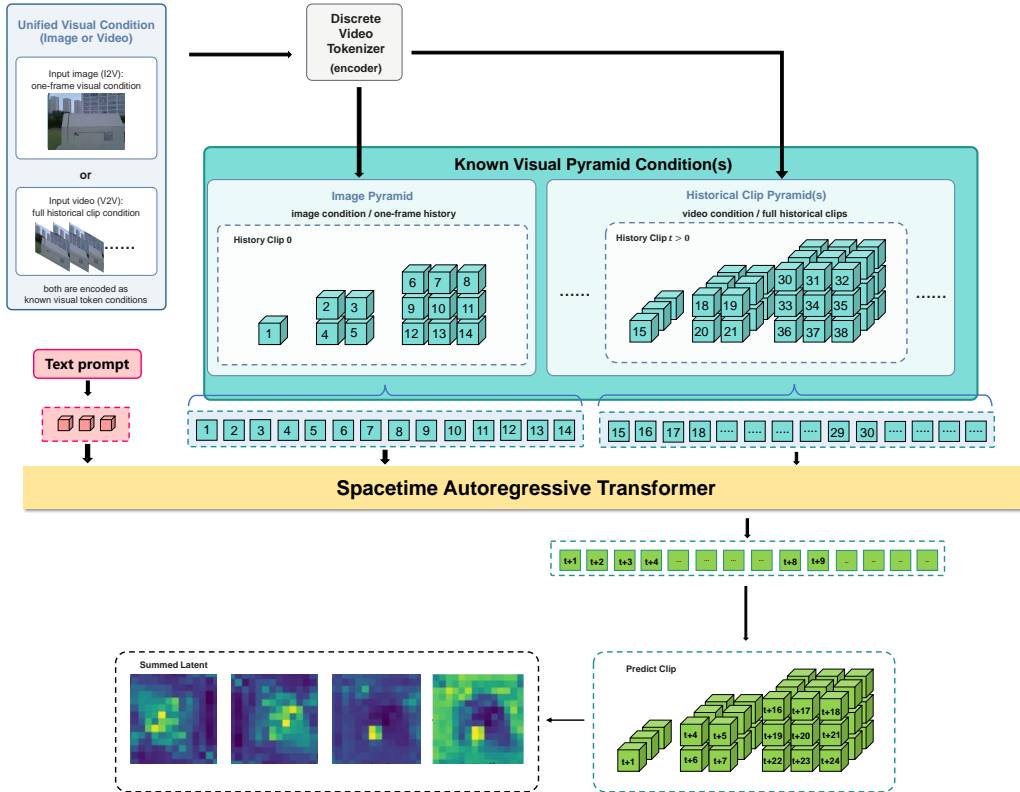 Unified Visual Condition
(Image or Video)
Input image (I2V):
one-frame visual condition
or
Input video (V2V):
full historical clip condition
......
both are encoded as
known visual token conditions
Discrete
Video
Tokenizer
(encoder)
Known Visual Pyramid Condition(s)
Image Pyramid
image condition / one-frame history
History Clip 0
1
2 3
4 5
6 7 8
9 10 11
12 13 14
Historical Clip Pyramid(s)
video condition / full historical clips
History Clip t > 0
......
15
18 19
20 21
30 31 32
33 34 35
36 37 38
......
Text prompt
1 2 3 4 5 6 7 8 9 10 11 12 13 14
15 16 17 18 .... .... .... .... 29 30 .... .... .... ....
Spacetime Autoregressive Transformer
t+1 t+2 t+3 t+4 ... ... ... ... t+8 t+9 ... ... ... ...
Summed Latent
Predict Clip
t+1
t+4 t+5
t+6 t+7
t+16 t+17 t+18
t+19 t+20 t+21
t+22 t+23 t+24